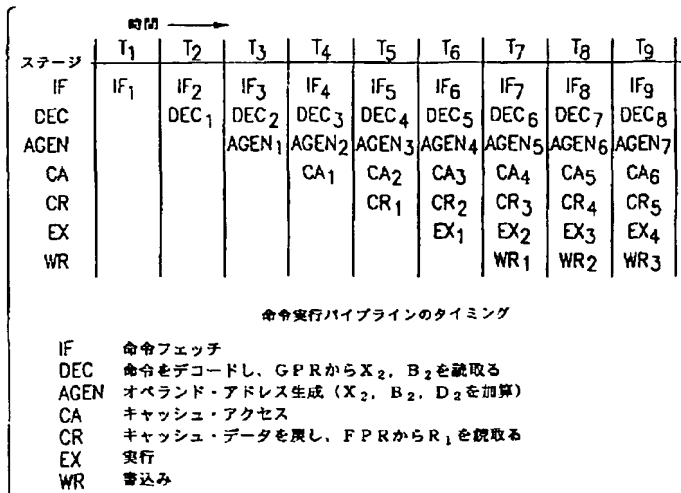 時間 →
ステージ T1 T2 T3 T4 T5 T6 T7 T8 T9
IF IF1 IF2 IF3 IF4 IF5 IF6 IF7 IF8 IF9
DEC DEC1 DEC2 DEC3 DEC4 DEC5 DEC6 DEC7 DEC8
AGEN AGEN1 AGEN2 AGEN3 AGEN4 AGEN5 AGEN6 AGEN7
CA CA1 CA2 CA3 CA4 CA5 CA6
CR CR1 CR2 CR3 CR4 CR5
EX EX1 EX2 EX3 EX4
WR WR1 WR2 WR3
命令実行パイプラインのタイミング
IF 命令フェッチ
DEC 命令をデコードし、GPRからX2，B2を読取る
AGEN オペランド・アドレス生成（X2，B2，D2を加算）
CA キャッシュ・アクセス
CR キャッシュ・データを戻し、FPRからR1を読取る
EX 実行
WR 書込み